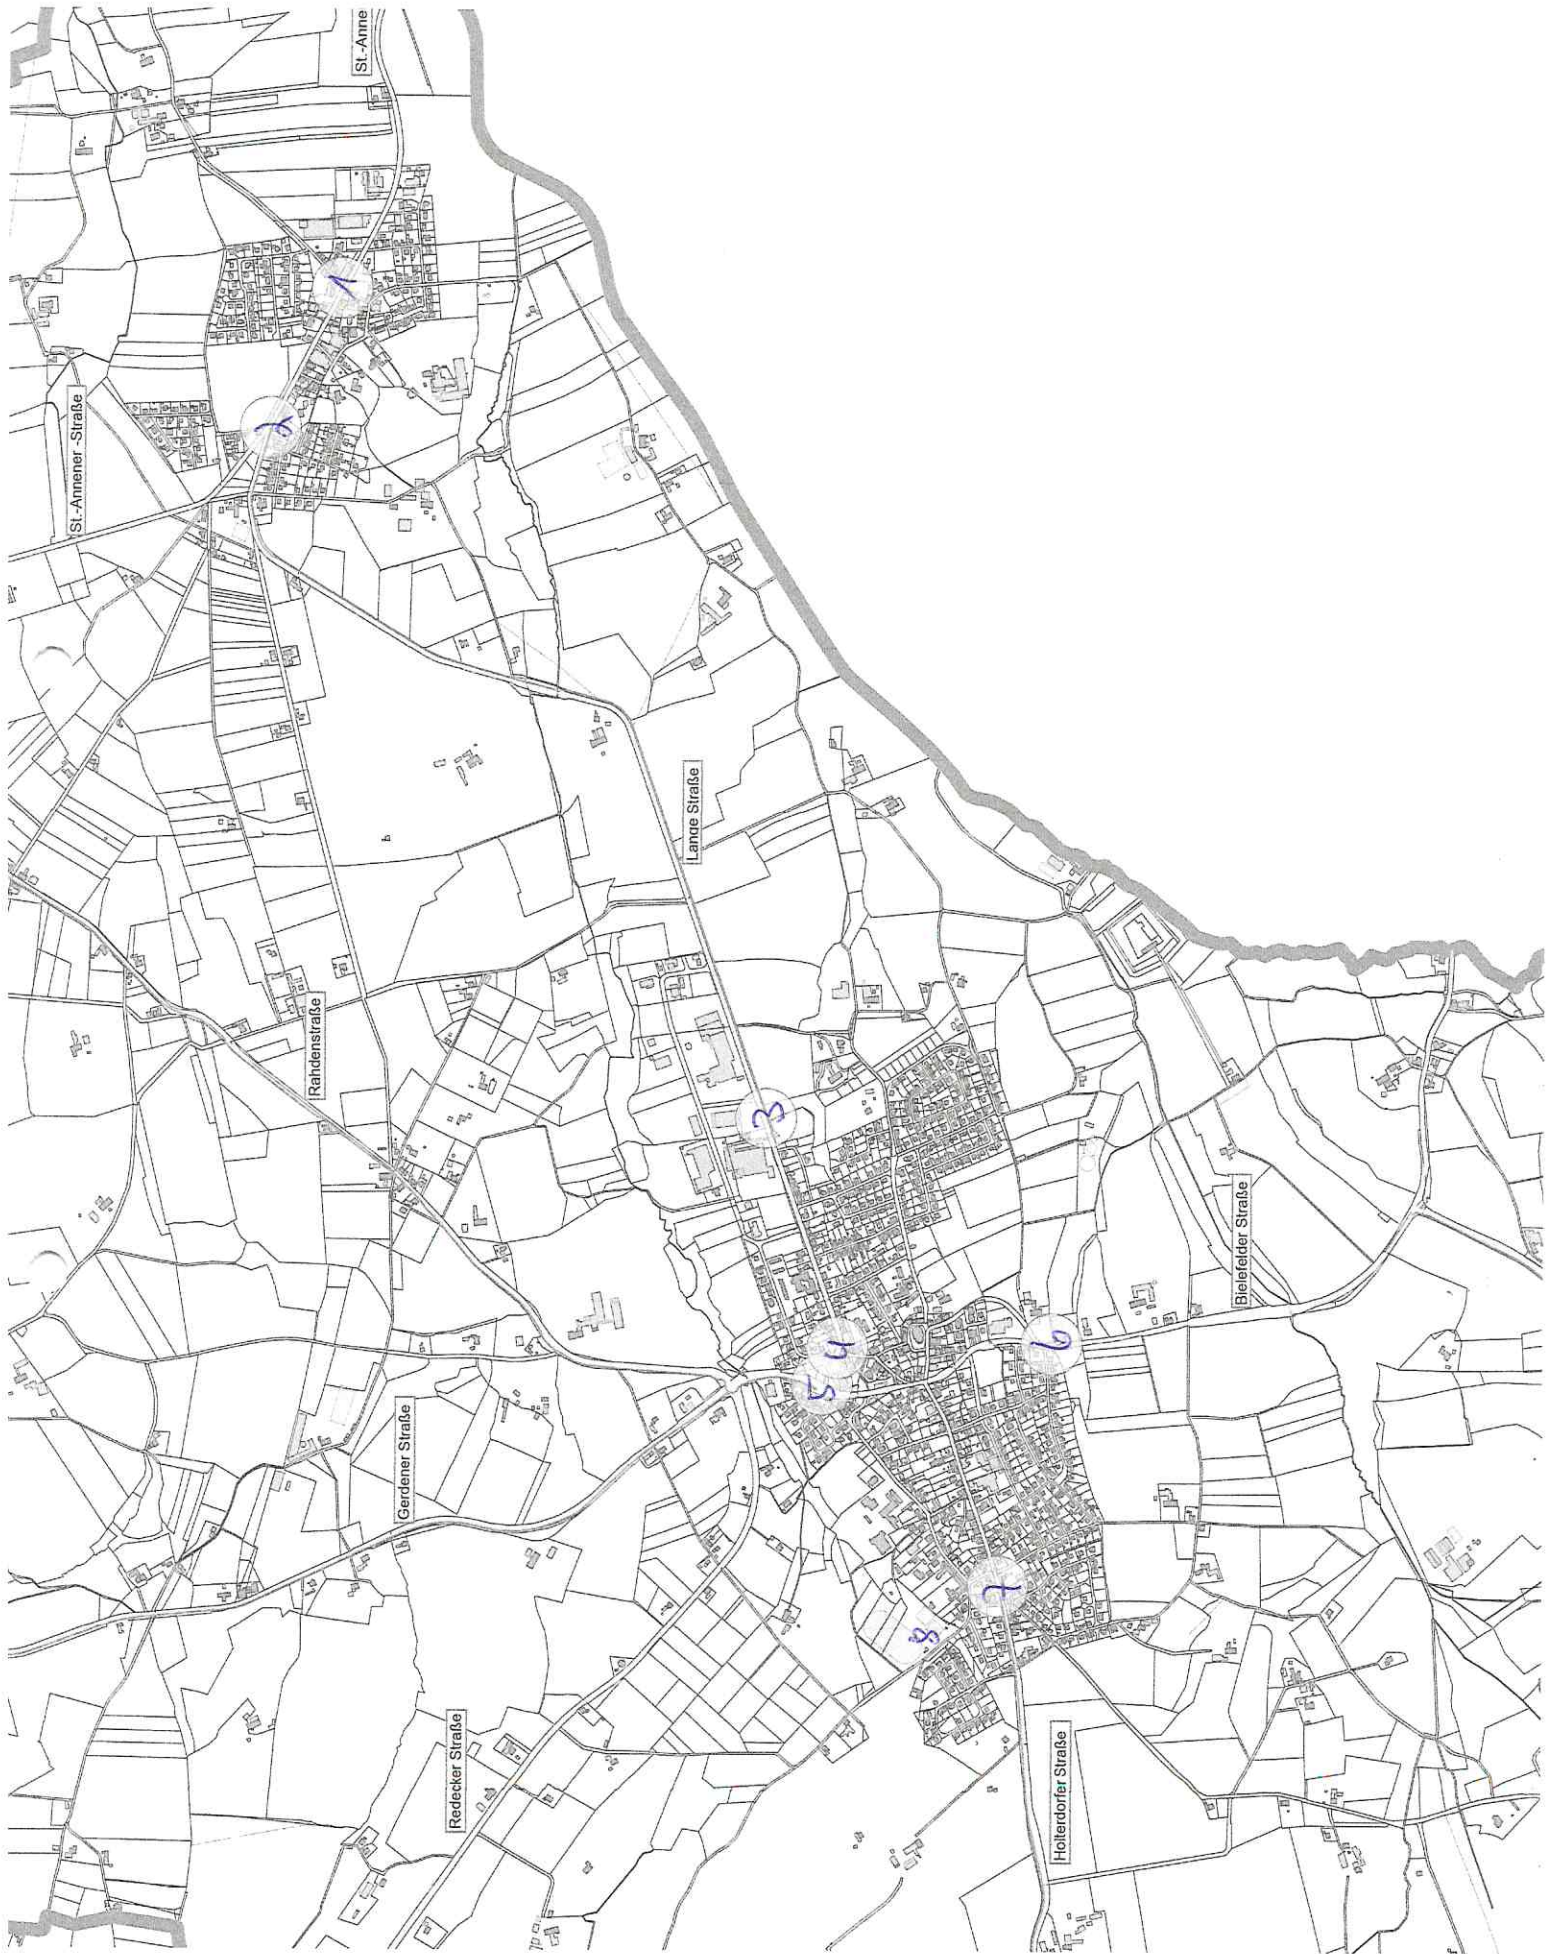 St.-Anne
1
St.-Annener -Straße
2
Lange Straße
Rahdenstraße
3
Bielefelder Straße
4
5
6
Gerdener Straße
7
8
Redecker Straße
Holterdorfer Straße